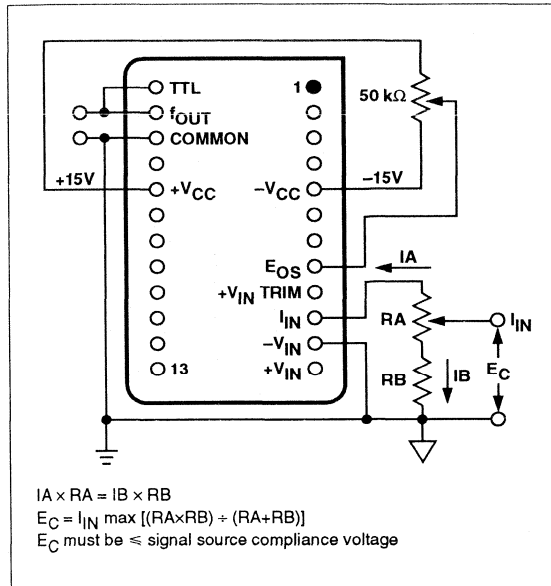 TTL
1
50 kΩ
fOUT
COMMON
+15V
+VCC
−VCC
−15V
EOS
IA
+VIN TRIM
IIN
RA
IIN
−VIN
EC
13
+VIN
RB
IB
IA × RA = IB × RB
EC = IIN max [(RA×RB) ÷ (RA+RB)]
EC must be ≤ signal source compliance voltage